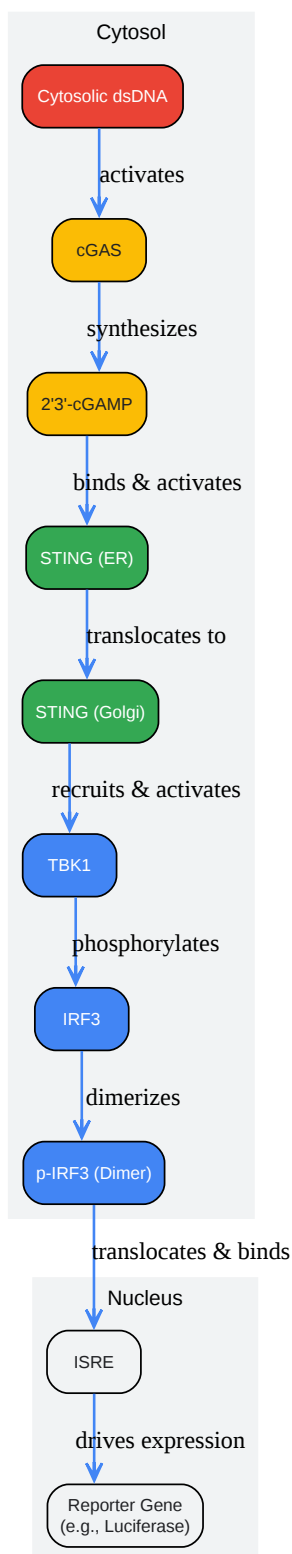 Cytosol
Cytosolic dsDNA
activates
cGAS
synthesizes
2'3'-cGAMP
binds & activates
STING (ER)
translocates to
STING (Golgi)
recruits & activates
TBK1
phosphorylates
IRF3
dimerizes
p-IRF3 (Dimer)
translocates & binds
Nucleus
ISRE
drives expression
Reporter Gene
(e.g., Luciferase)